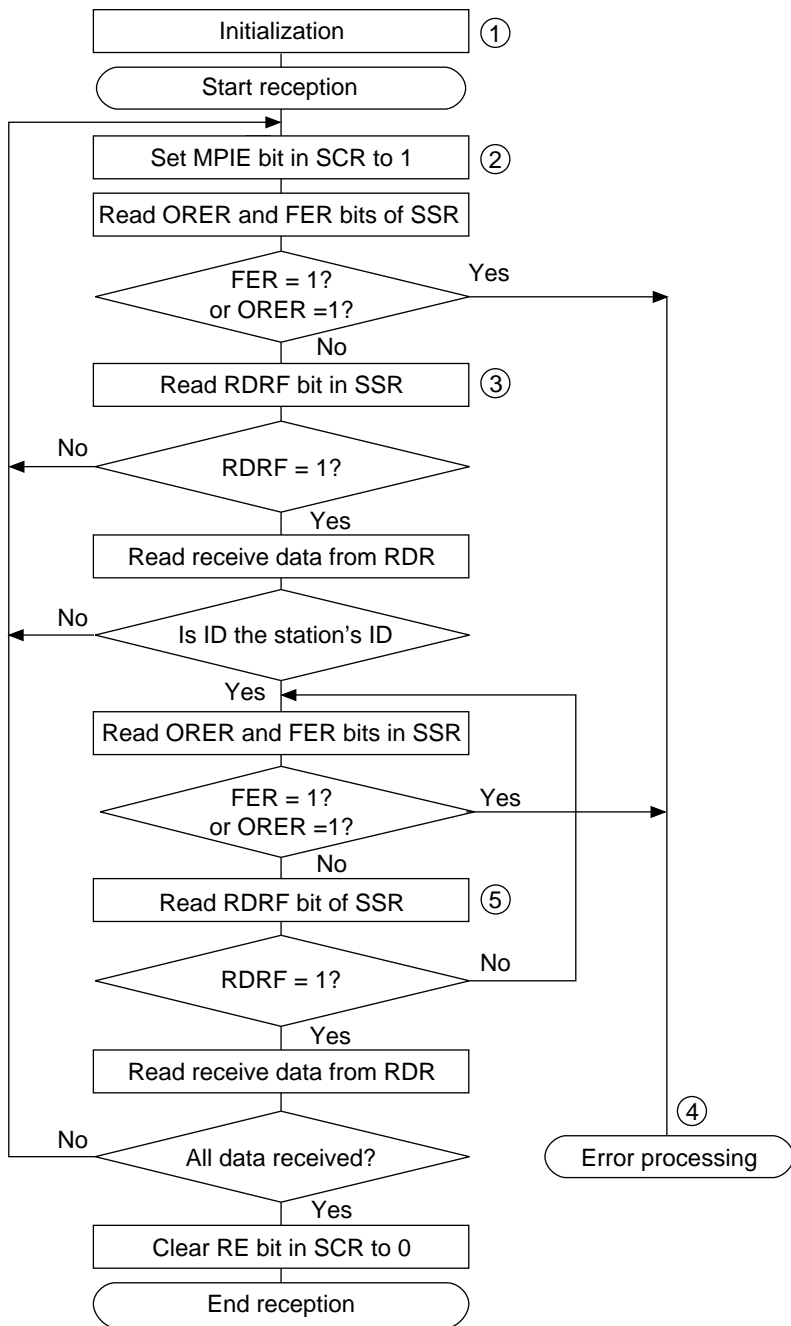 Initialization
1
Start reception
Set MPIE bit in SCR to 1
2
Read ORER and FER bits of SSR
FER = 1?
or ORER =1?
Yes
No
Read RDRF bit in SSR
3
No
RDRF = 1?
Yes
Read receive data from RDR
No
Is ID the station's ID
Yes
Read ORER and FER bits in SSR
FER = 1?
or ORER =1?
Yes
No
Read RDRF bit of SSR
5
RDRF = 1?
No
Yes
Read receive data from RDR
4
No
All data received?
Error processing
Yes
Clear RE bit in SCR to 0
End reception